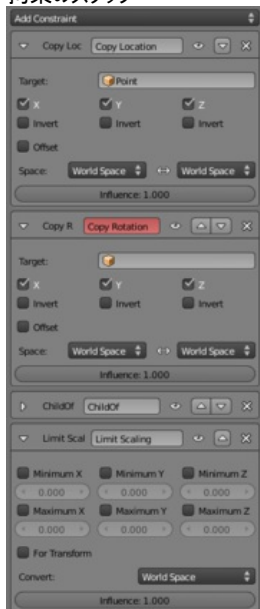 のスタック
Add Constraint
Copy Loc Copy Location
Target: Point
X Y Z
Invert Invert Invert
Offset
Space: World Space World Space
Influence: 1.000
Copy R Copy Rotation
Target:
X Y Z
Invert Invert Invert
Offset
Space: World Space World Space
Influence: 1.000
ChildOf ChildOf
Limit Scal Limit Scaling
Minimum X Minimum Y Minimum Z
0.000 0.000 0.000
Maximum X Maximum Y Maximum Z
0.000 0.000 0.000
For Transform
Convert: World Space
Influence: 1.000